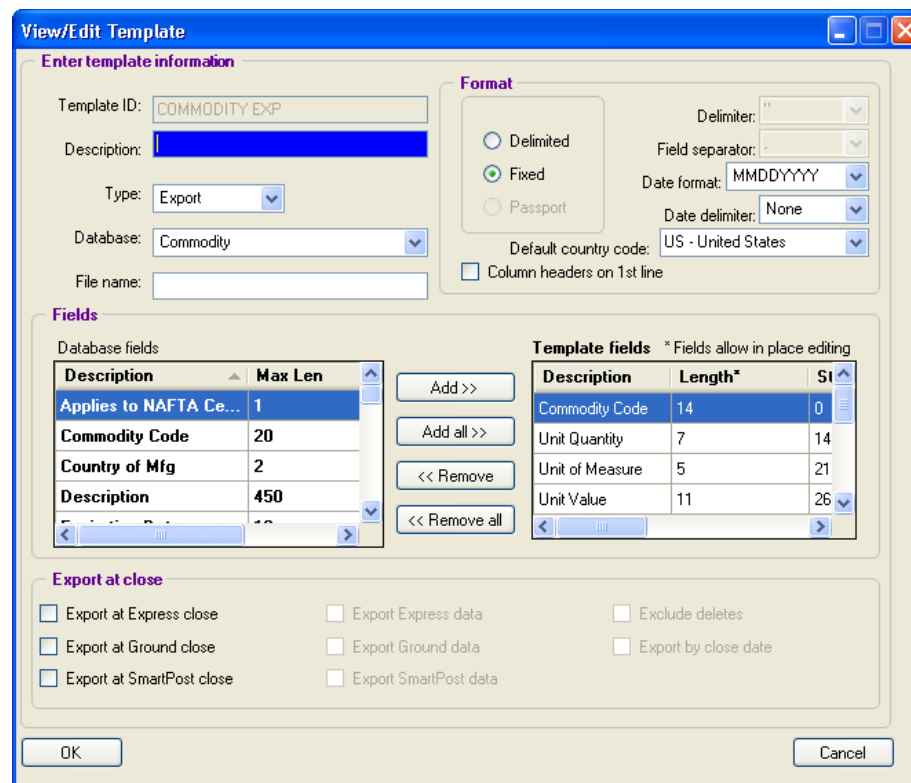 View/Edit Template
Enter template information
Template ID: COMMODITY EXP
Description:
Type: Export
Database: Commodity
File name:
Format
Delimited
Fixed
Passport
Delimiter: "
Field separator: ,
Date format: MMDDYYYY
Date delimiter: None
Default country code: US - United States
Column headers on 1st line
Fields
Database fields
Description Max Len
Applies to NAFTA Ce... 1
Commodity Code 20
Country of Mfg 2
Description 450
Add >>
Add all >>
<< Remove
<< Remove all
Template fields * Fields allow in place editing
Description Length* St
Commodity Code 14 0
Unit Quantity 7 14
Unit of Measure 5 21
Unit Value 11 26
Export at close
Export at Express close Export Express data Exclude deletes
Export at Ground close Export Ground data Export by close date
Export at SmartPost close Export SmartPost data
OK Cancel